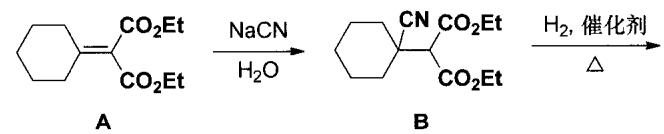 CO₂Et
CO₂Et
A
NaCN
H₂O
CN
CO₂Et
CO₂Et
B
H₂, 催化剂
△